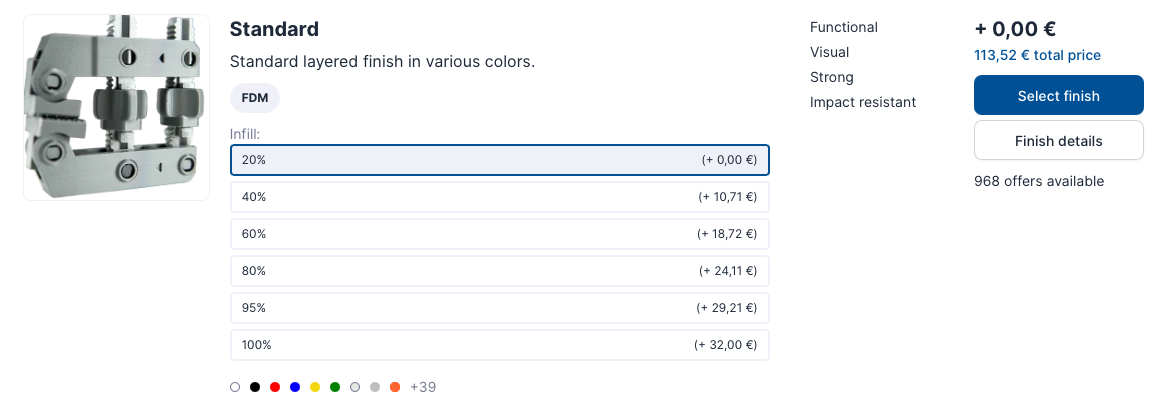 Standard
Standard layered finish in various colors.
FDM
Infill:
20% (+ 0,00 €)
40% (+ 10,71 €)
60% (+ 18,72 €)
80% (+ 24,11 €)
95% (+ 29,21 €)
100% (+ 32,00 €)
+39
Functional
Visual
Strong
Impact resistant
+ 0,00 €
113,52 € total price
Select finish
Finish details
968 offers available